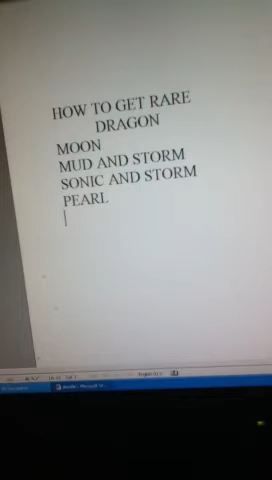 HOW TO GET RARE
DRAGON
MOON
MUD AND STORM
SONIC AND STORM
PEARL